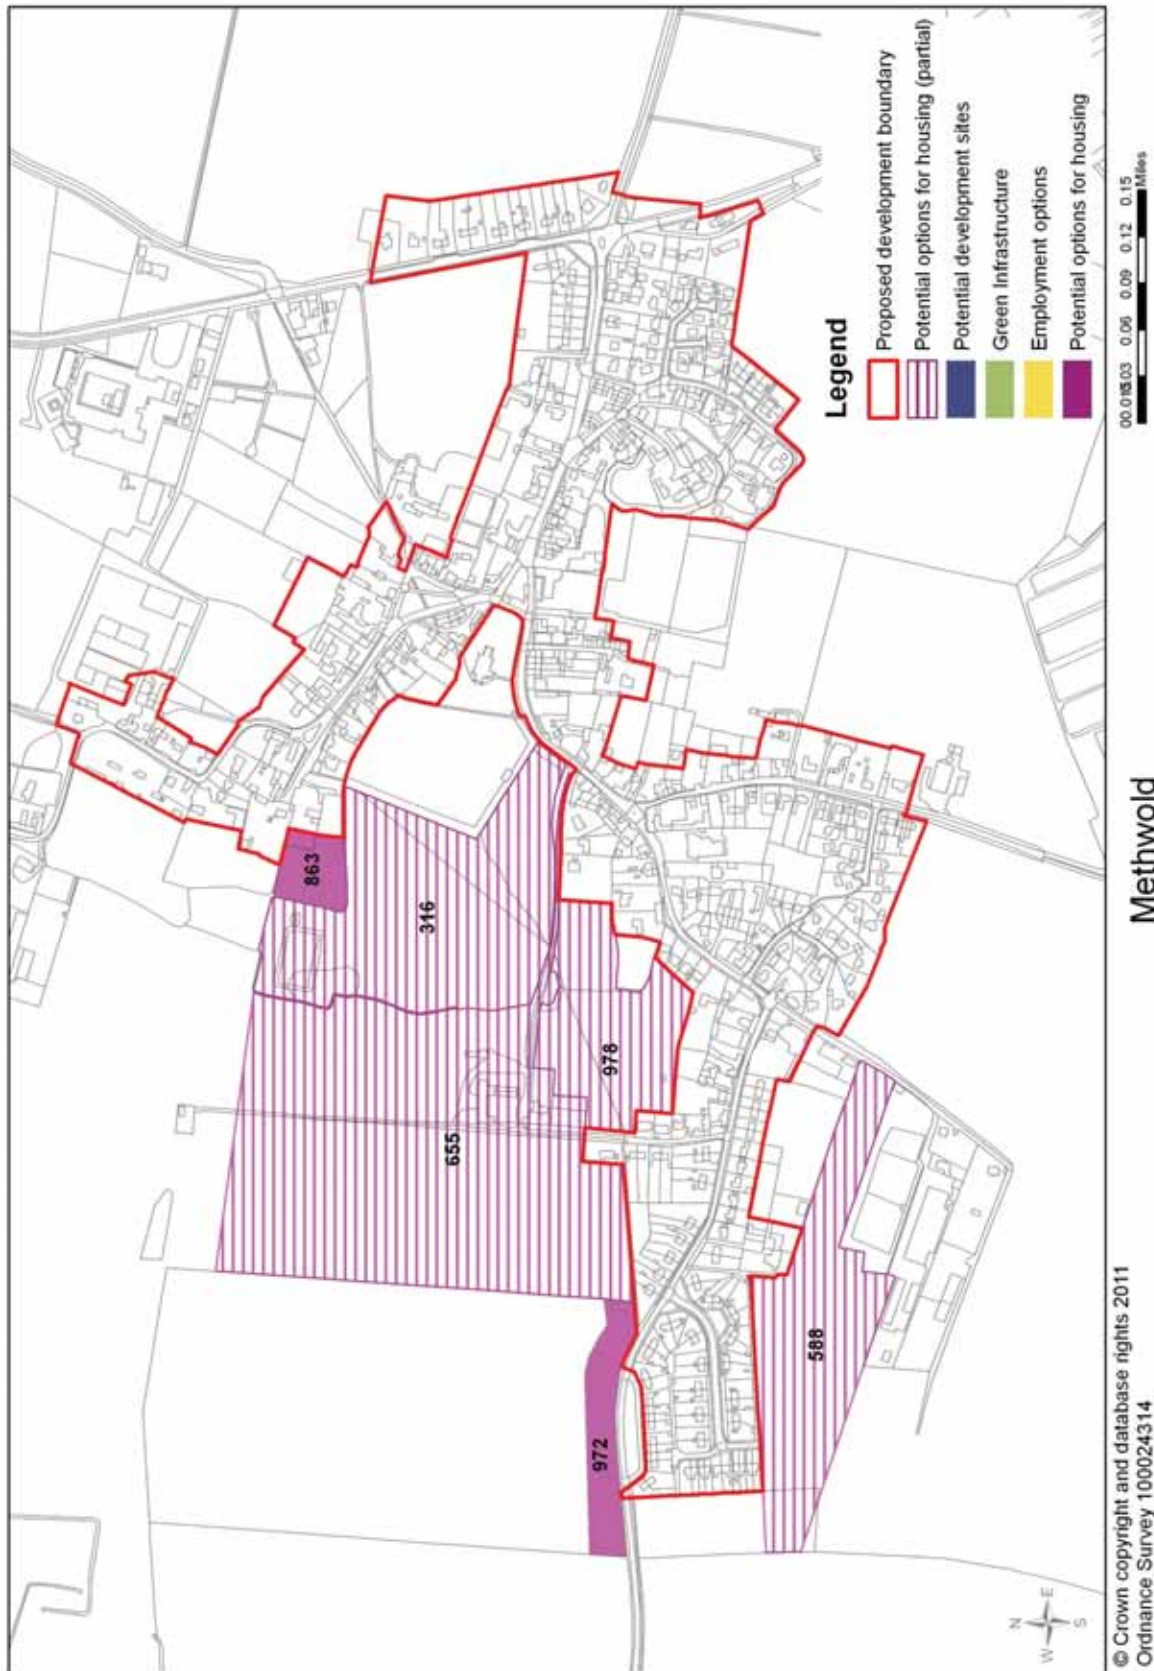 863
316
978
655
972
588
Legend
Proposed development boundary
Potential options for housing (partial)
Potential development sites
Green Infrastructure
Employment options
Potential options for housing
0.03 0.06 0.09 0.12 0.15
Miles
N
W E
S
Methwold
© Crown copyright and database rights 2011
Ordnance Survey 100024314